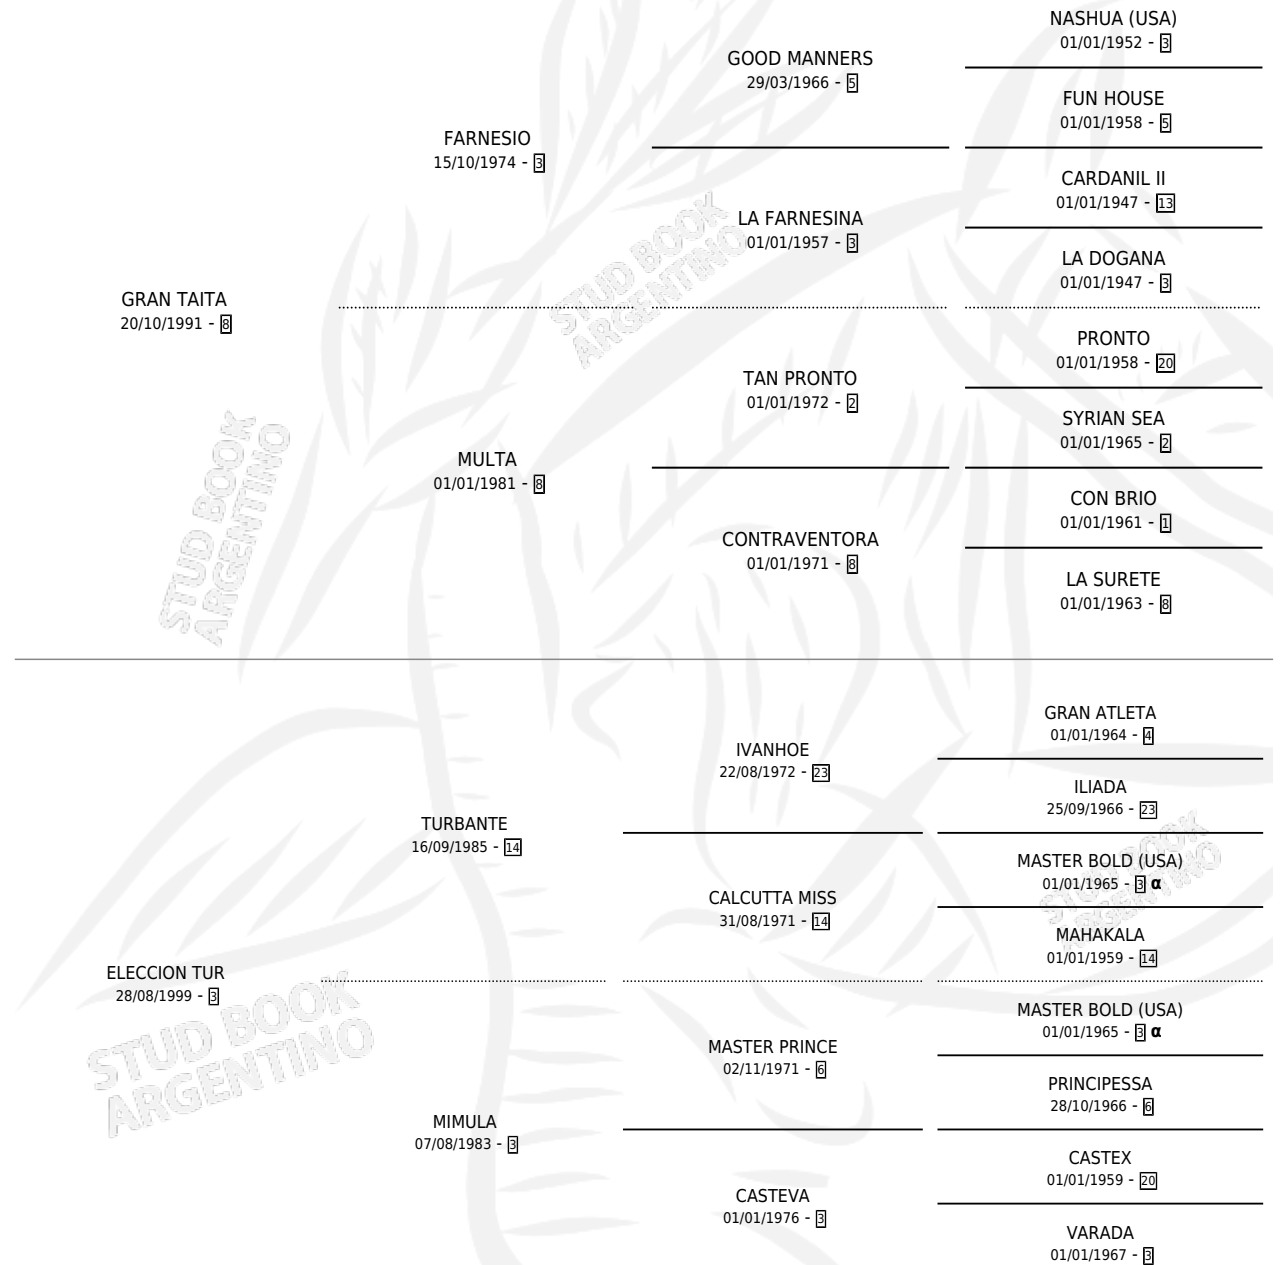 NASHUA (USA)
01/01/1952 - 3
GOOD MANNERS
29/03/1966 - 5
FUN HOUSE
01/01/1958 - 5
FARNESIO
15/10/1974 - 3
CARDANIL II
01/01/1947 - 13
LA FARNESINA
01/01/1957 - 3
LA DOGANA
01/01/1947 - 3
GRAN TAITA
20/10/1991 - 8
PRONTO
01/01/1958 - 20
TAN PRONTO
01/01/1972 - 2
SYRIAN SEA
01/01/1965 - 2
MULTA
01/01/1981 - 8
CON BRIO
01/01/1961 - 1
CONTRAVENTORA
01/01/1971 - 8
LA SURETE
01/01/1963 - 8
GRAN ATLETA
01/01/1964 - 4
IVANHOE
22/08/1972 - 23
ILIADA
25/09/1966 - 23
TURBANTE
16/09/1985 - 14
MASTER BOLD (USA)
01/01/1965 - 3 α
CALCUTTA MISS
31/08/1971 - 14
MAHAKALA
01/01/1959 - 14
ELECCION TUR
28/08/1999 - 3
MASTER BOLD (USA)
01/01/1965 - 3 α
MASTER PRINCE
02/11/1971 - 6
PRINCIPESSA
28/10/1966 - 6
MIMULA
07/08/1983 - 3
CASTEX
01/01/1959 - 20
CASTEVA
01/01/1976 - 3
VARADA
01/01/1967 - 3
STUD BOOK
ARGENTINO
STUD BOOK
ARGENTINO
STUD BOOK
ARGENTINO
STUD BOOK
ARGENTINO